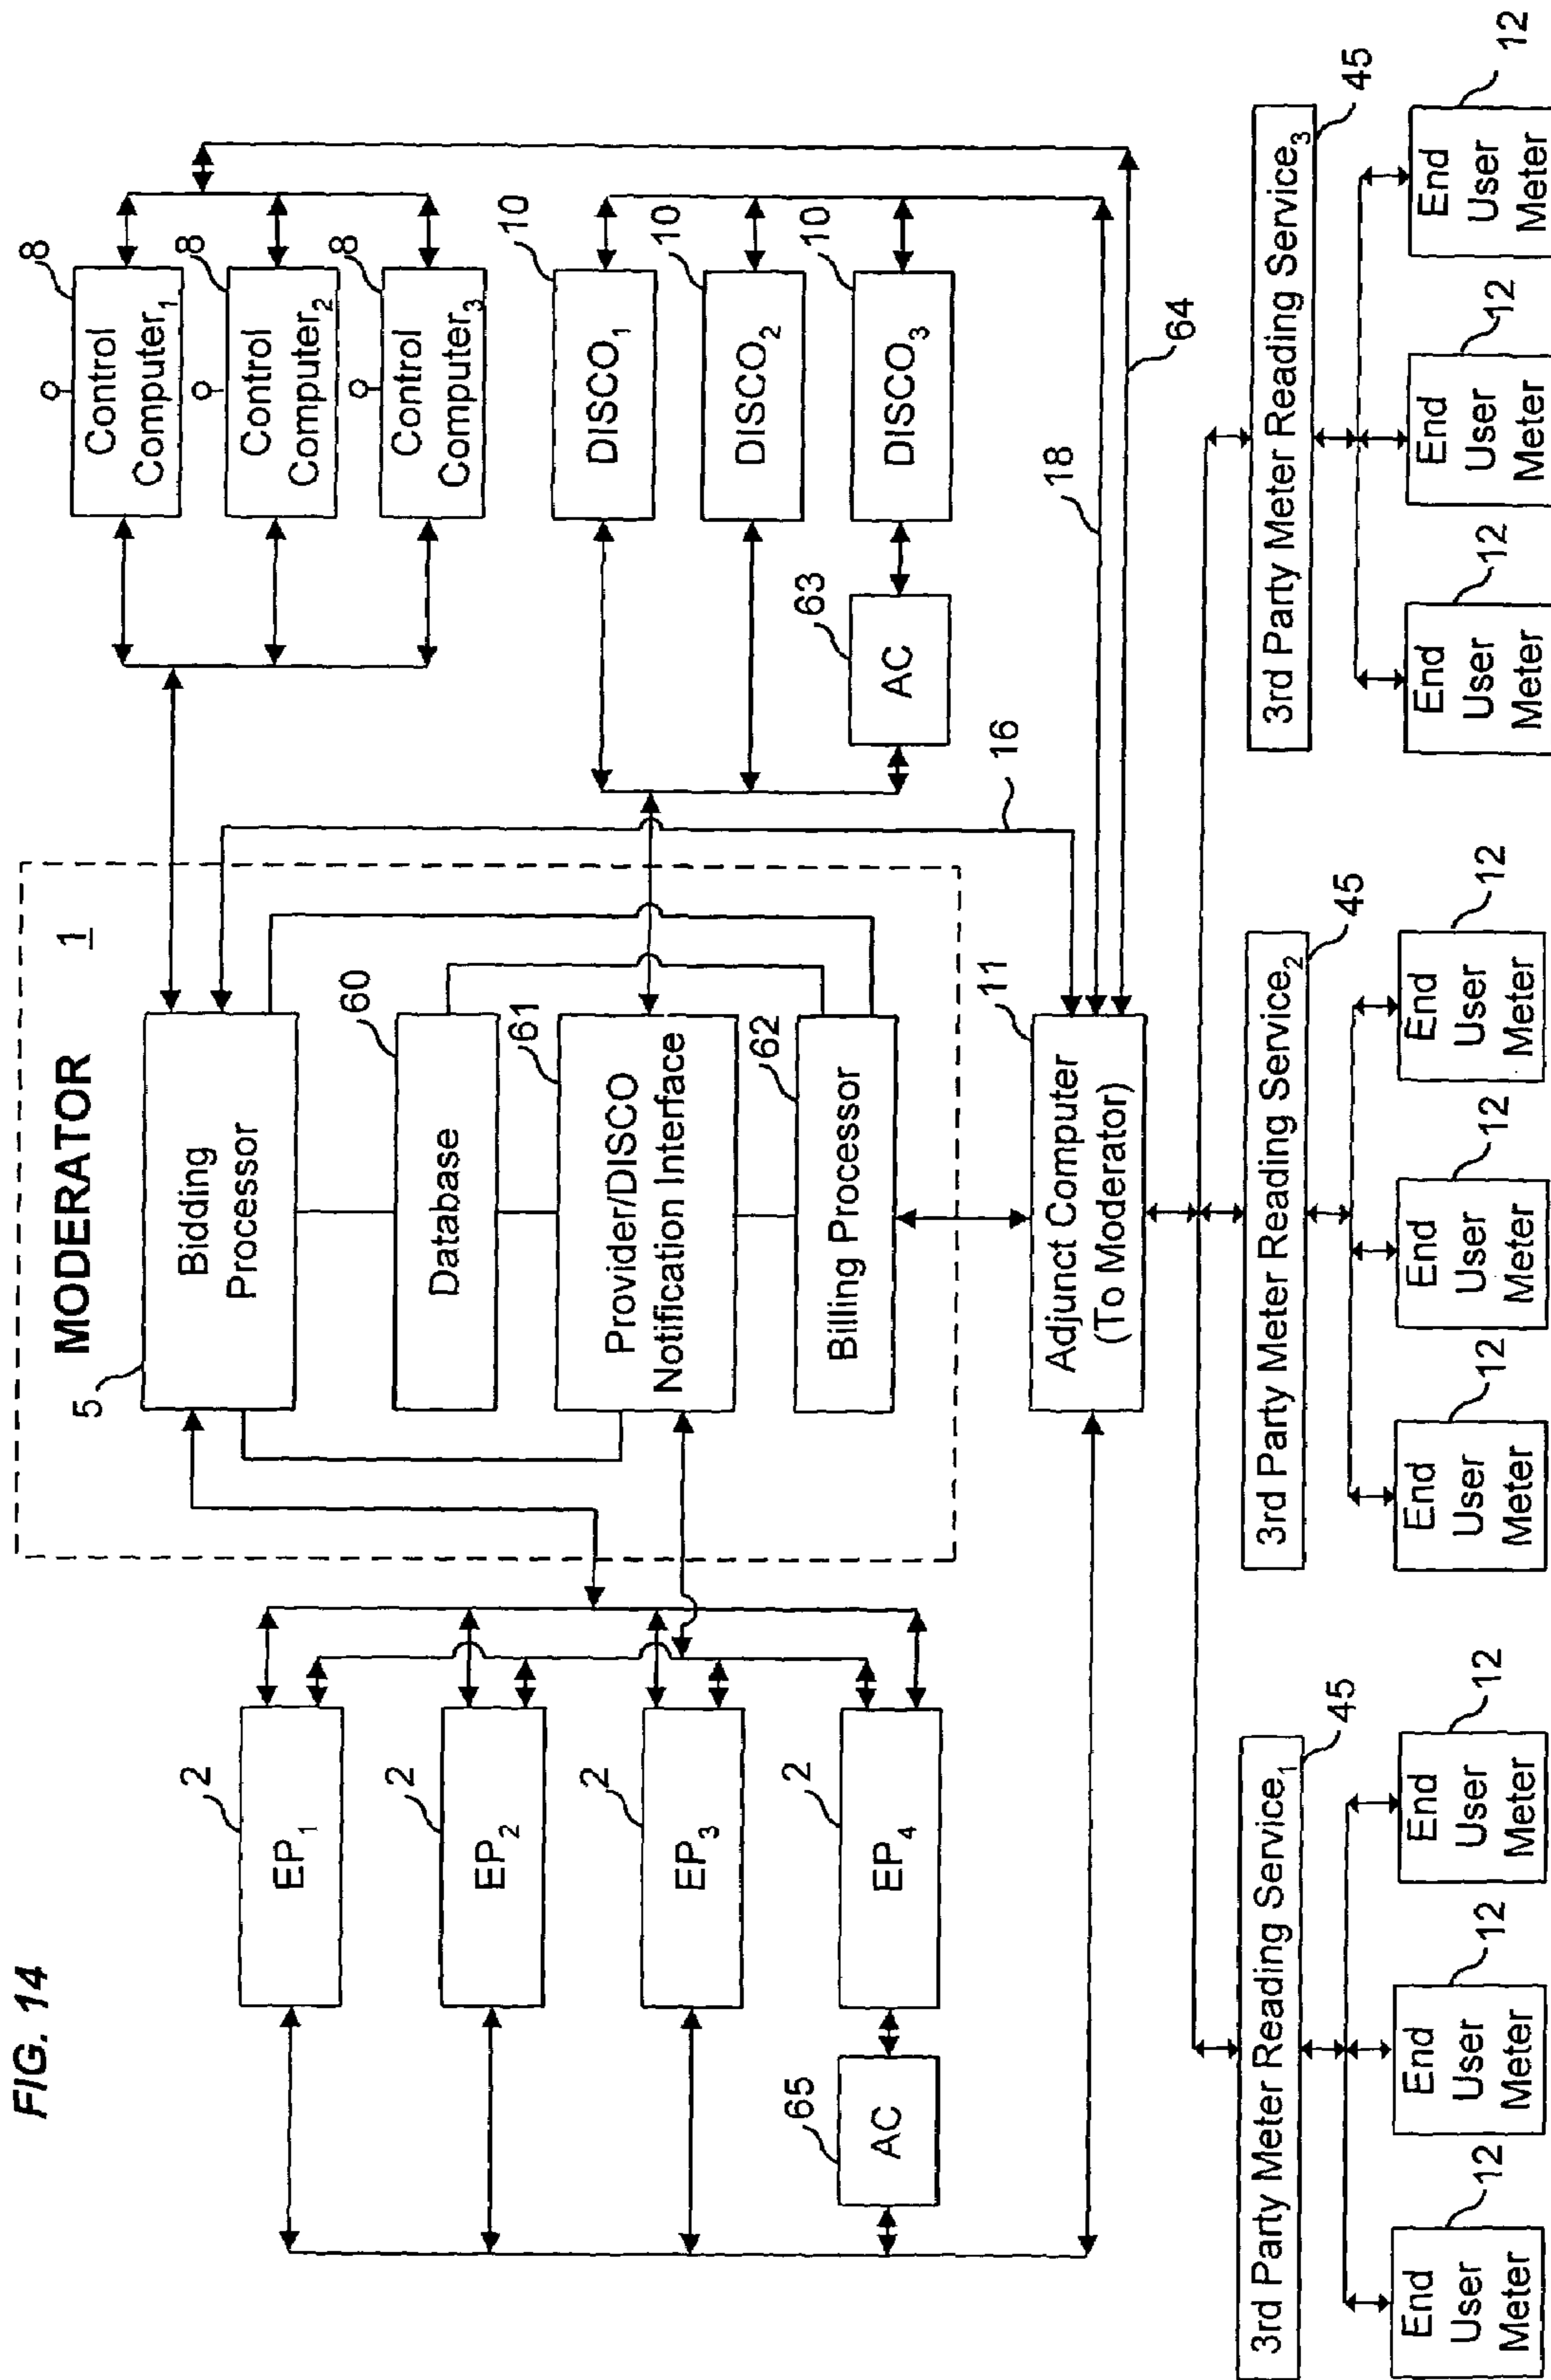 FIG. 14
MODERATOR
1
5
Bidding
Processor
60
Database
61
Provider/DISCO
Notification Interface
62
Billing Processor
2
EP1
2
EP2
2
EP3
2
EP4
65
AC
8
Control
Computer1
8
Control
Computer2
8
Control
Computer3
10
DISCO1
10
DISCO2
10
DISCO3
63
AC
16
18
64
11
Adjunct Computer
(To Moderator)
3rd Party Meter Reading Service1
45
3rd Party Meter Reading Service2
45
3rd Party Meter Reading Service3
45
12
End
User
Meter
12
End
User
Meter
12
End
User
Meter
12
End
User
Meter
12
End
User
Meter
12
End
User
Meter
12
End
User
Meter
12
End
User
Meter
12
End
User
Meter